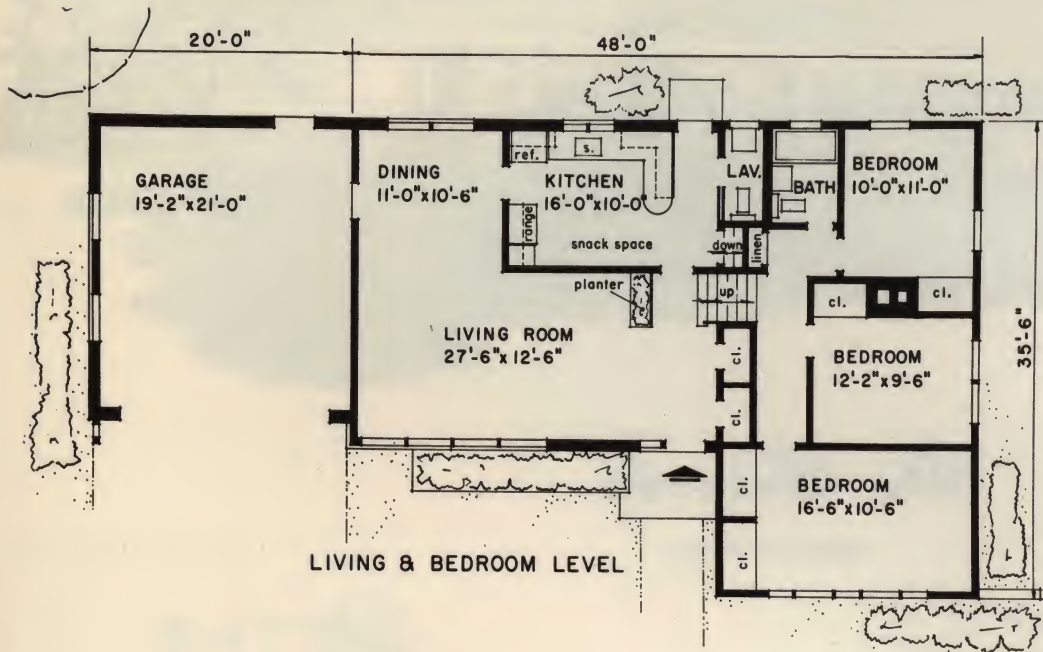 20'-0"
48'-0"
GARAGE
19'-2"x21'-0"
DINING
11'-0"x10'-6"
ref.
s.
KITCHEN
16'-0"x10'-0"
range
snack space
LAV.
BATH
BEDROOM
10'-0"x11'-0"
down
linen
planter
up
cl.
cl.
35'-6"
LIVING ROOM
27'-6"x12'-6"
cl.
BEDROOM
12'-2"x9'-6"
cl.
cl.
BEDROOM
16'-6"x10'-6"
cl.
LIVING & BEDROOM LEVEL